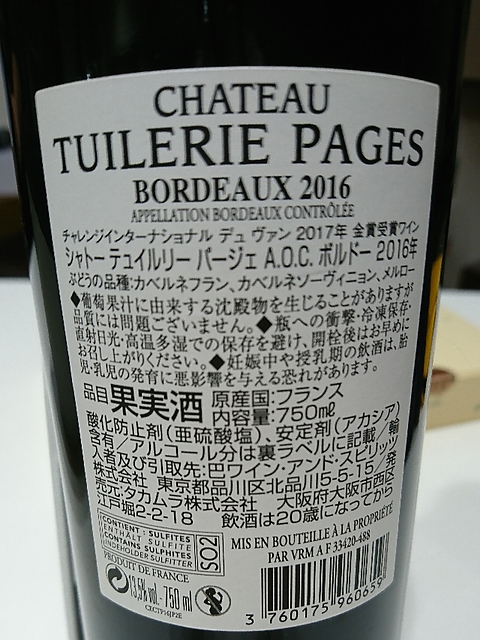 CHATEAU
TUILERIE PAGES
BORDEAUX 2016
APPELLATION BORDEAUX CONTRÔLÉE
チャレンジインターナショナル デュ ヴァン 2017年 金賞受賞ワイン
シャトー テュイルリー パージェ A.O.C. ボルドー 2016年
ぶどうの品種:カベルネフラン、カベルネソーヴィニョン、メルロー
◆葡萄果汁に由来する沈殿物を生じることがありますが
品質には問題ございません。◆瓶への衝撃・冷凍保存・
直射日光・高温多湿での保存を避け、開栓後はお早めに
お召し上がりください。◆妊娠中や授乳期の飲酒は、胎
児・乳児の発育に悪影響を与える恐れがあります。
品目 果実酒 原産国:フランス
内容量:750㎖
酸化防止剤(亜硫酸塩)、安定剤(アカシア)
含有/アルコール分は裏ラベルに記載/輸
入者及び引取先:巴ワイン・アンド・スピリッツ
株式会社 東京都品川区北品川5-5-15/発
売元:タカムラ株式会社 大阪府大阪市西区
江戸堀2-2-18 飲酒は20歳になってから
CONTENT : SULFITES
ENTHÄLT SULFITE
CONTAINS SULPHITES
INDEHOLDER SULFITTER
SO2
MIS EN BOUTEILLE À LA PROPRIÉTÉ
PAR VRM A F 33420-488
PRODUIT DE FRANCE
13,5% vol. - 750 ml
CECTP16JP2E
3 760175 960659